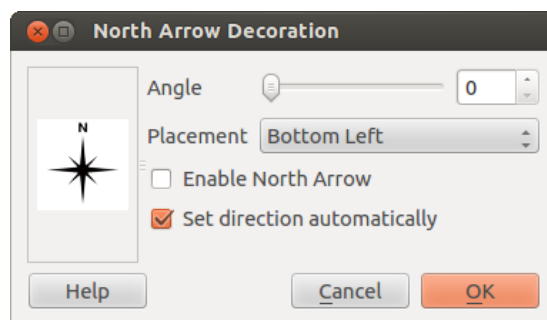 North Arrow Decoration
Angle 0
N
Placement Bottom Left
Enable North Arrow
Set direction automatically
Help Cancel OK